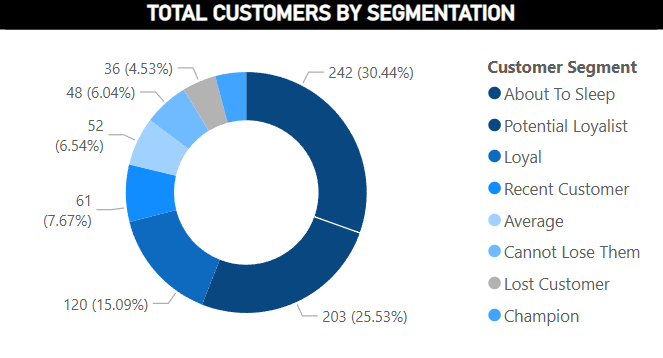 TOTAL CUSTOMERS BY SEGMENTATION
36 (4.53%)
48 (6.04%)
52
(6.54%)
61
(7.67%)
120 (15.09%)
242 (30.44%)
203 (25.53%)
Customer Segment
About To Sleep
Potential Loyalist
Loyal
Recent Customer
Average
Cannot Lose Them
Lost Customer
Champion